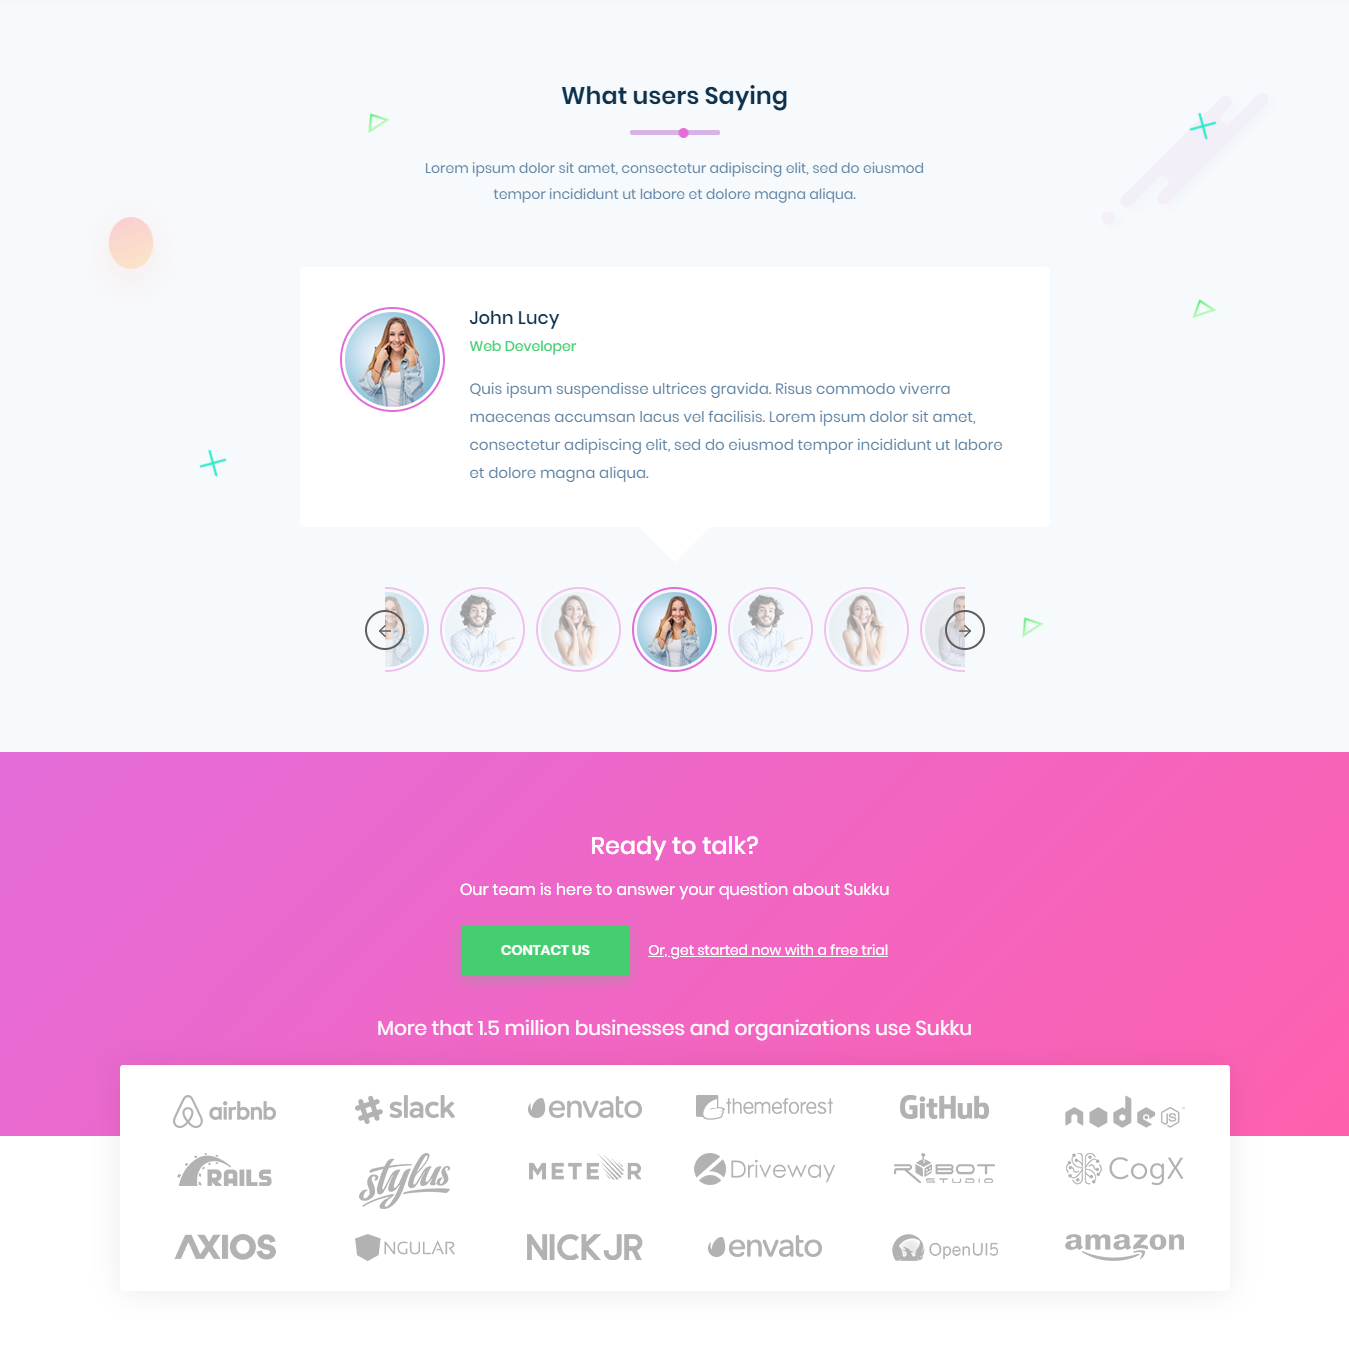 What users Saying
Lorem ipsum dolor sit amet, consectetur adipiscing elit, sed do eiusmod
tempor incididunt ut labore et dolore magna aliqua.
John Lucy
Web Developer
Quis ipsum suspendisse ultrices gravida. Risus commodo viverra
maecenas accumsan lacus vel facilisis. Lorem ipsum dolor sit amet,
consectetur adipiscing elit, sed do eiusmod tempor incididunt ut labore
et dolore magna aliqua.
Ready to talk?
Our team is here to answer your question about Sukku
CONTACT US
Or, get started now with a free trial
More that 1.5 million businesses and organizations use Sukku
airbnb
slack
envato
themeforest
GitHub
node JS
RAILS
stylus
METEOR
Driveway
ROBOT STUDIO
CogX
AXIOS
NGULAR
NICK JR
envato
OpenUI5
amazon